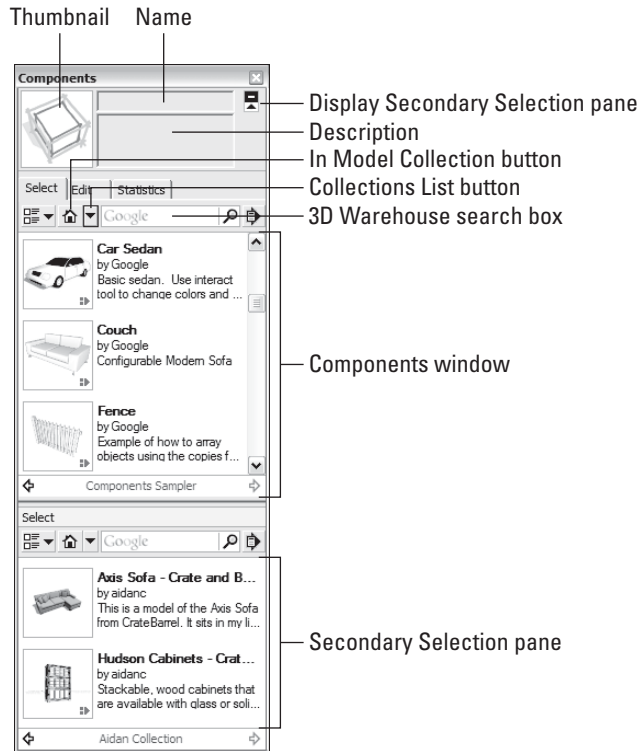 Thumbnail Name
Components
Display Secondary Selection pane
Description
In Model Collection button
Select Edit Statistics
Collections List button
Google
3D Warehouse search box
Car Sedan
by Google
Basic sedan. Use interact
tool to change colors and ...
Couch
by Google
Configurable Modern Sofa
Components window
Fence
by Google
Example of how to array
objects using the copies f...
Components Sampler
Select
Google
Axis Sofa - Crate and B...
by aidanc
This is a model of the Axis Sofa
from CrateBarrel. It sits in my li...
Secondary Selection pane
Hudson Cabinets - Crat...
by aidanc
Stackable, wood cabinets that
are available with glass or soli...
Aidan Collection